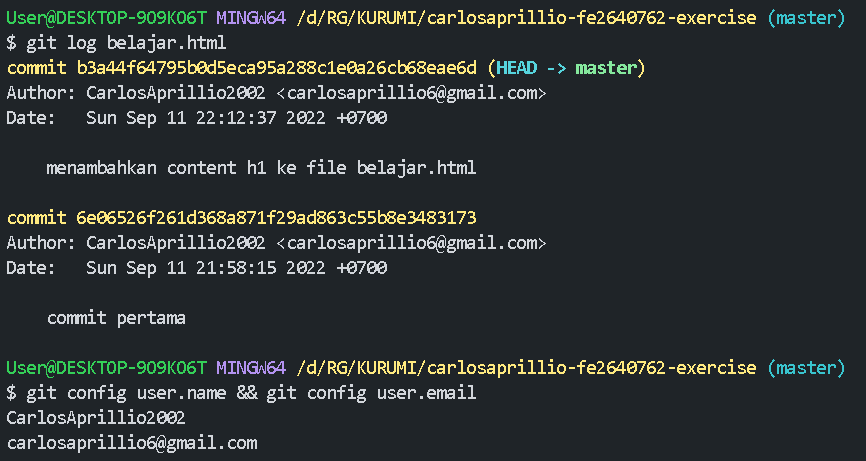 User@DESKTOP-9O9KO6T MINGW64 /d/RG/KURUMI/carlosaprillio-fe2640762-exercise (master)
$ git log belajar.html
commit b3a44f64795b0d5eca95a288c1e0a26cb68eae6d (HEAD -> master)
Author: CarlosAprillio2002 <carlosaprillio6@gmail.com>
Date:   Sun Sep 11 22:12:37 2022 +0700
    menambahkan content h1 ke file belajar.html
commit 6e06526f261d368a871f29ad863c55b8e3483173
Author: CarlosAprillio2002 <carlosaprillio6@gmail.com>
Date:   Sun Sep 11 21:58:15 2022 +0700
    commit pertama
User@DESKTOP-9O9KO6T MINGW64 /d/RG/KURUMI/carlosaprillio-fe2640762-exercise (master)
$ git config user.name && git config user.email
CarlosAprillio2002
carlosaprillio6@gmail.com